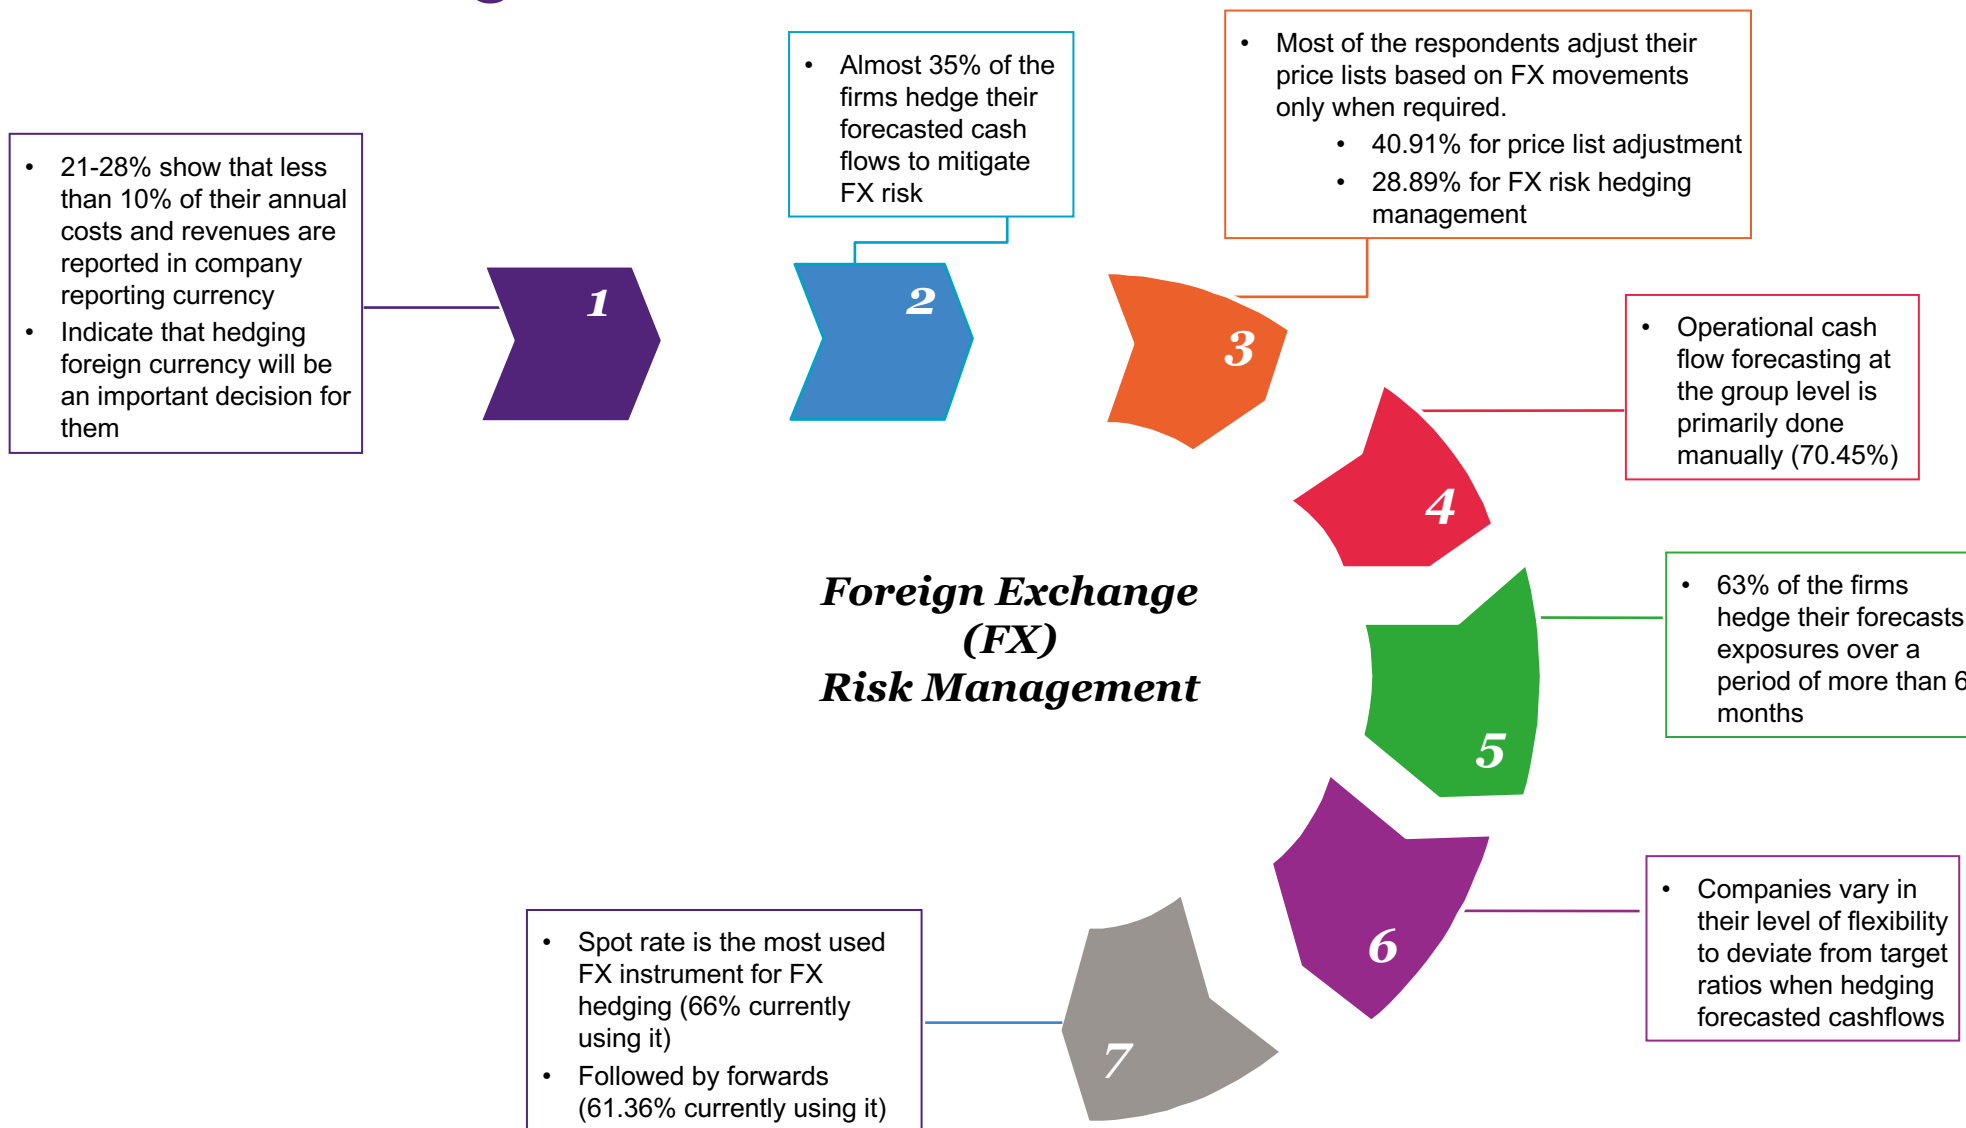 • 21-28% show that less
than 10% of their annual
costs and revenues are
reported in company
reporting currency
• Indicate that hedging
foreign currency will be
an important decision for
them
1
• Almost 35% of the
firms hedge their
forecasted cash
flows to mitigate
FX risk
2
• Most of the respondents adjust their
price lists based on FX movements
only when required.
• 40.91% for price list adjustment
• 28.89% for FX risk hedging
management
3
• Operational cash
flow forecasting at
the group level is
primarily done
manually (70.45%)
4
Foreign Exchange
(FX)
Risk Management
• 63% of the firms
hedge their forecasts
exposures over a
period of more than 6
months
5
• Companies vary in
their level of flexibility
to deviate from target
ratios when hedging
forecasted cashflows
6
• Spot rate is the most used
FX instrument for FX
hedging (66% currently
using it)
• Followed by forwards
(61.36% currently using it)
7